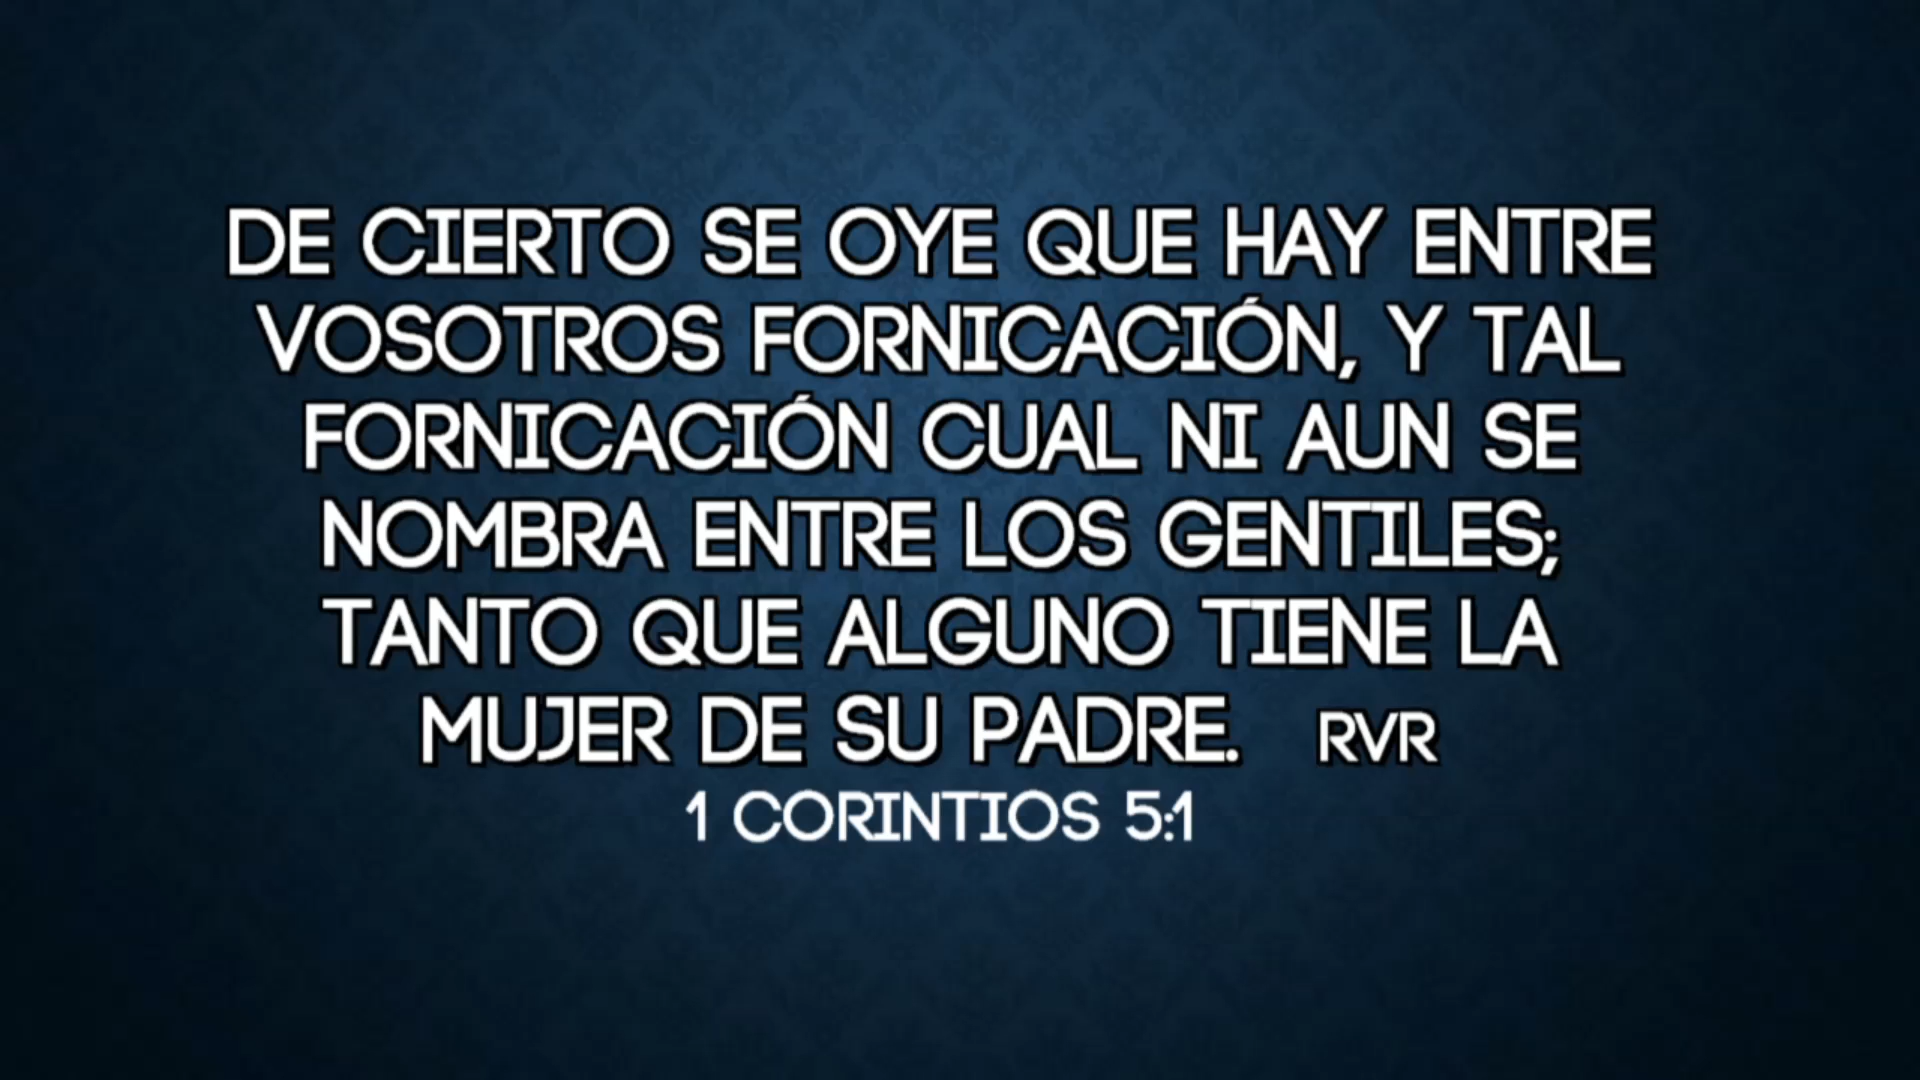 DE CIERTO SE OYE QUE HAY ENTRE
VOSOTROS FORNICACIÓN, Y TAL
FORNICACIÓN CUAL NI AUN SE
NOMBRA ENTRE LOS GENTILES;
TANTO QUE ALGUNO TIENE LA
MUJER DE SU PADRE. RVR
1 CORINTIOS 5:1